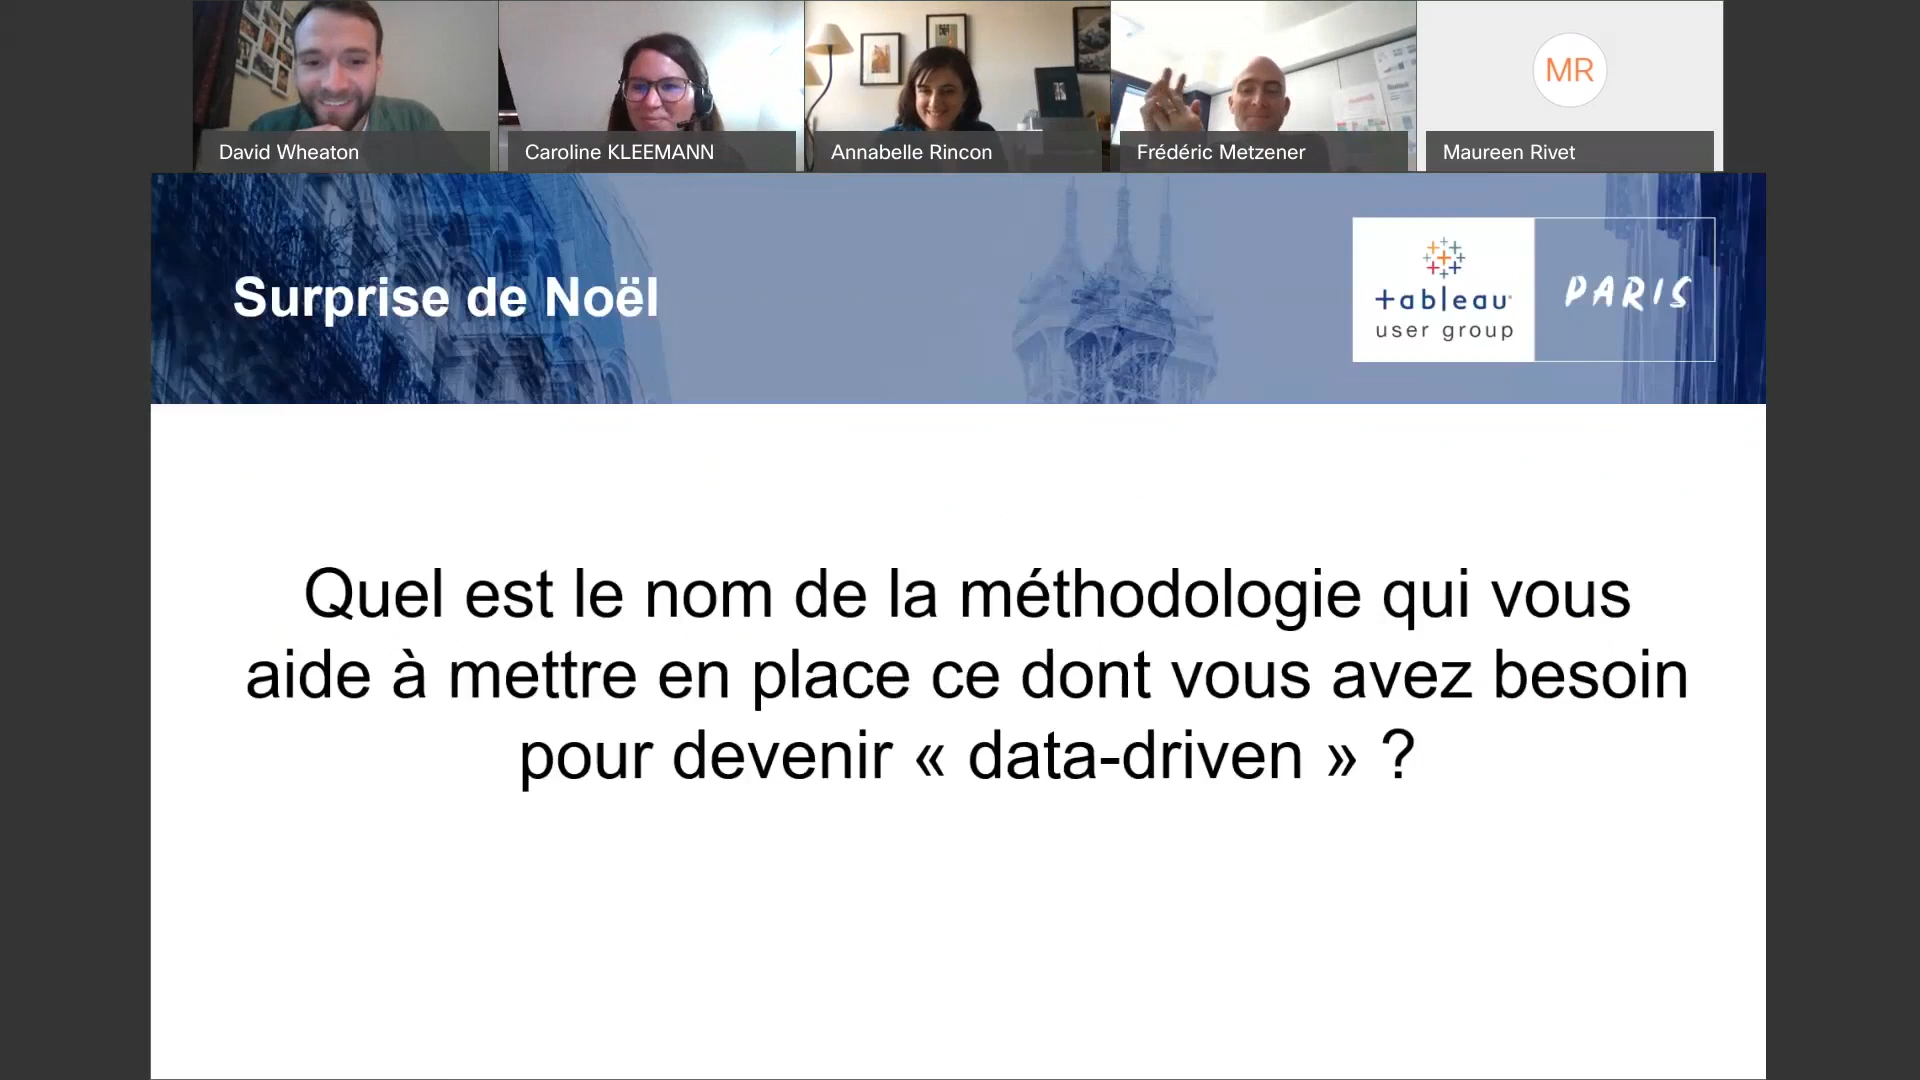 David Wheaton
Caroline KLEEMANN
Annabelle Rincon
Frédéric Metzener
MR
Maureen Rivet
Surprise de Noël
+ableau
user group
PARIS
Quel est le nom de la méthodologie qui vous
aide à mettre en place ce dont vous avez besoin
pour devenir « data-driven » ?